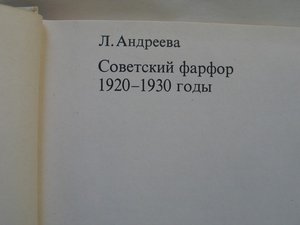 Л. Андреева
Советский фарфор
1920–1930 годы